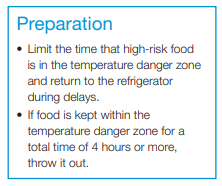 Preparation
• Limit the time that high-risk food
is in the temperature danger zone
and return to the refrigerator
during delays.
• If food is kept within the
temperature danger zone for a
total time of 4 hours or more,
throw it out.